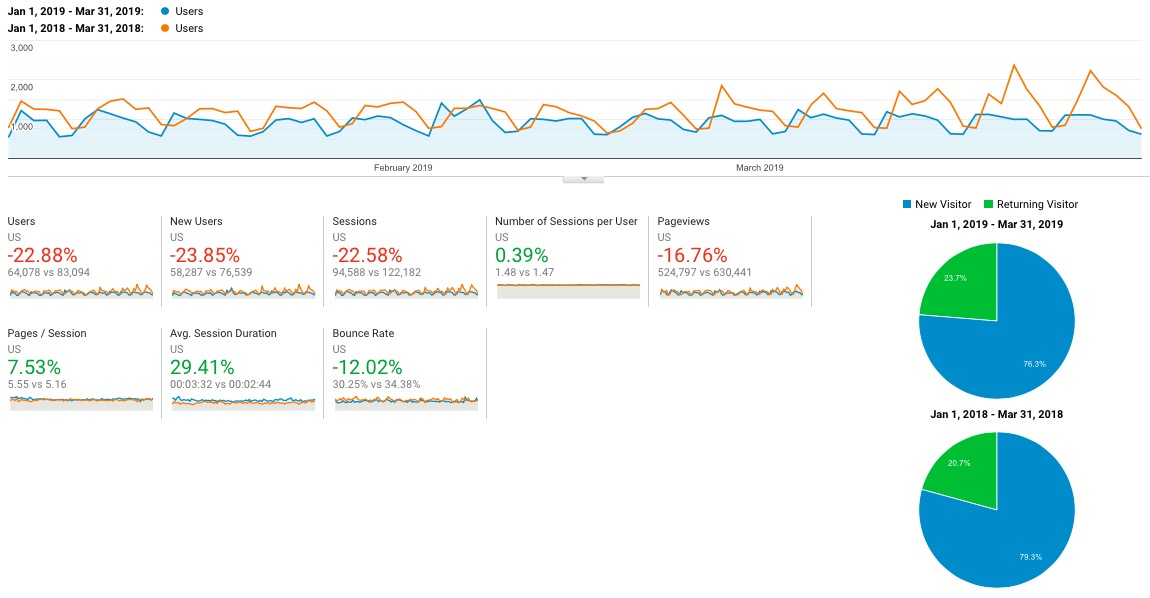 Jan 1, 2019 - Mar 31, 2019: Users
Jan 1, 2018 - Mar 31, 2018: Users
3,000
2,000
1,000
February 2019 March 2019
New Visitor Returning Visitor
Jan 1, 2019 - Mar 31, 2019
23.7%
76.3%
Jan 1, 2018 - Mar 31, 2018
20.7%
79.3%
Users
US
-22.88%
64,078 vs 83,094
New Users
US
-23.85%
58,287 vs 76,539
Sessions
US
-22.58%
94,588 vs 122,182
Number of Sessions per User
US
0.39%
1.48 vs 1.47
Pageviews
US
-16.76%
524,797 vs 630,441
Pages / Session
US
7.53%
5.55 vs 5.16
Avg. Session Duration
US
29.41%
00:03:32 vs 00:02:44
Bounce Rate
US
-12.02%
30.25% vs 34.38%